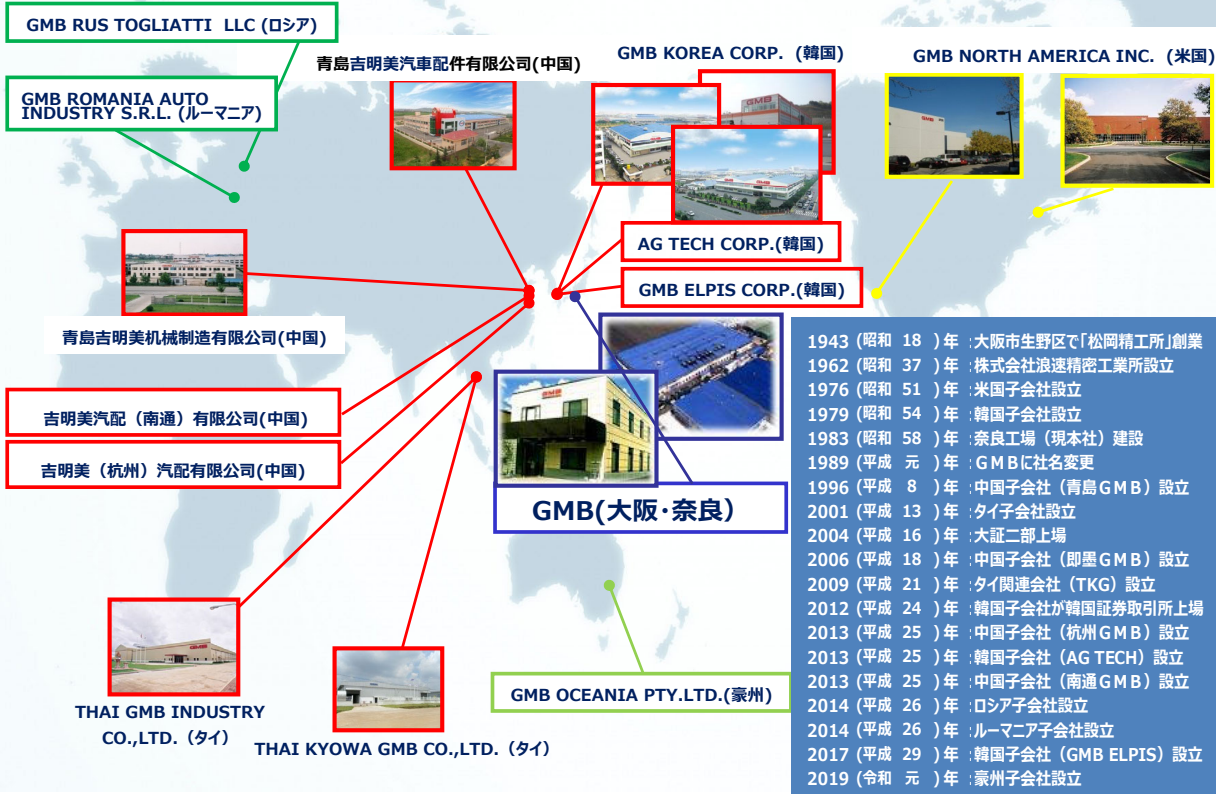 GMB RUS TOGLIATTI LLC (ロシア)
青島吉明美汽車配件有限公司(中国)
GMB KOREA CORP. (韓国)
GMB NORTH AMERICA INC. (米国)
GMB ROMANIA AUTO
INDUSTRY S.R.L. (ルーマニア)
GMB
AG TECH CORP.(韓国)
GMB ELPIS CORP.(韓国)
青島吉明美机械制造有限公司(中国)
吉明美汽配（南通）有限公司(中国)
吉明美（杭州）汽配有限公司(中国)
GMB
GMB(大阪・奈良）
THAI GMB INDUSTRY
CO.,LTD.（タイ）
THAI KYOWA GMB CO.,LTD.（タイ）
GMB OCEANIA PTY.LTD.(豪州)
1943 (昭和 18 ) 年 :大阪市生野区で「松岡精工所」創業
1962 (昭和 37 ) 年 :株式会社浪速精密工業所設立
1976 (昭和 51 ) 年 :米国子会社設立
1979 (昭和 54 ) 年 :韓国子会社設立
1983 (昭和 58 ) 年 :奈良工場（現本社）建設
1989 (平成 元 ) 年 :ＧＭＢに社名変更
1996 (平成 8 ) 年 :中国子会社（青島ＧＭＢ）設立
2001 (平成 13 ) 年 :タイ子会社設立
2004 (平成 16 ) 年 :大証二部上場
2006 (平成 18 ) 年 :中国子会社（即墨ＧＭＢ）設立
2009 (平成 21 ) 年 :タイ関連会社（TKG）設立
2012 (平成 24 ) 年 :韓国子会社が韓国証券取引所上場
2013 (平成 25 ) 年 :中国子会社（杭州ＧＭＢ）設立
2013 (平成 25 ) 年 :韓国子会社（AG TECH）設立
2013 (平成 25 ) 年 :中国子会社（南通ＧＭＢ）設立
2014 (平成 26 ) 年 :ロシア子会社設立
2014 (平成 26 ) 年 :ルーマニア子会社設立
2017 (平成 29 ) 年 :韓国子会社（GMB ELPIS）設立
2019 (令和 元 ) 年 :豪州子会社設立